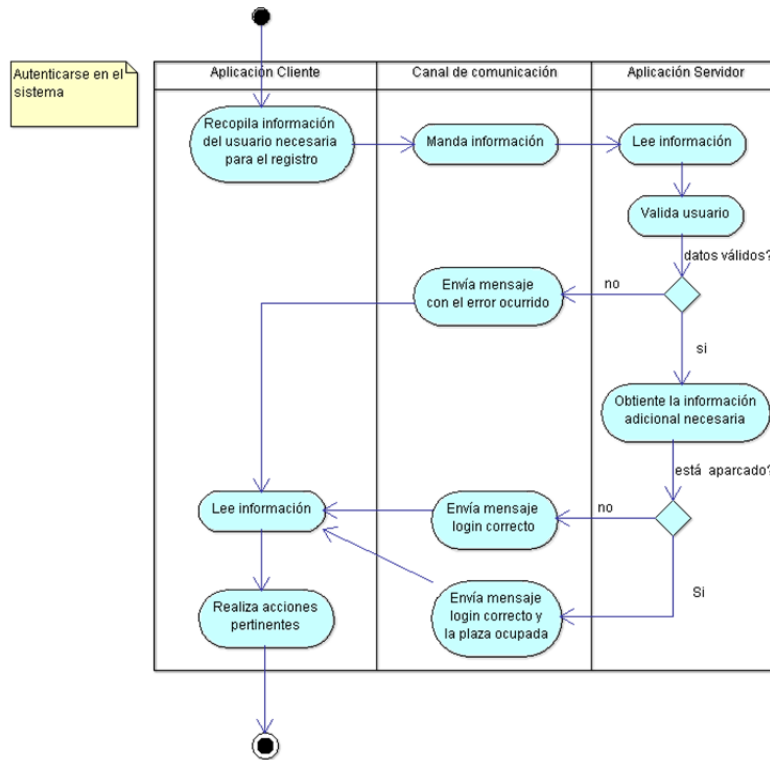 Autenticarse en el
sistema
Aplicación Cliente
Canal de comunicación
Aplicación Servidor
Recopila información
del usuario necesaria
para el registro
Manda información
Lee información
Valida usuario
datos válidos?
no
Envía mensaje
con el error ocurrido
si
Obtiente la información
adicional necesaria
está aparcado?
no
Envía mensaje
login correcto
Lee información
Si
Envía mensaje
login correcto y
la plaza ocupada
Realiza acciones
pertinentes